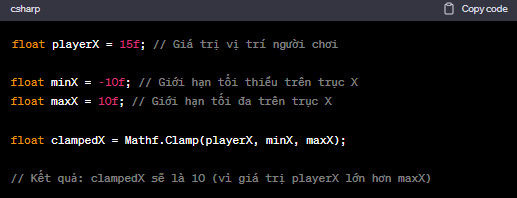 csharp
Copy code
float playerX = 15f; // Giá trị vị trí người chơi
float minX = -10f; // Giới hạn tối thiểu trên trục X
float maxX = 10f; // Giới hạn tối đa trên trục X
float clampedX = Mathf.Clamp(playerX, minX, maxX);
// Kết quả: clampedX sẽ là 10 (vì giá trị playerX lớn hơn maxX)